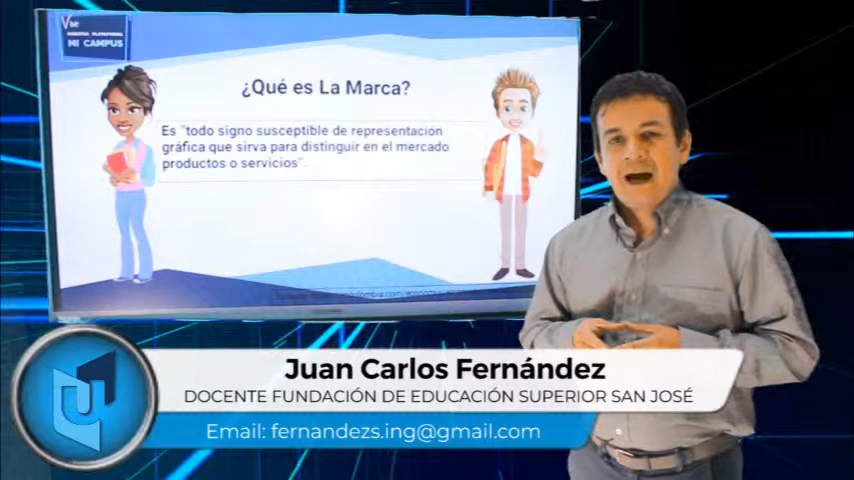 MI CAMPUS
¿Qué es La Marca?
Es "todo signo susceptible de representación
gráfica que sirva para distinguir en el mercado
productos o servicios".
Juan Carlos Fernández
DOCENTE FUNDACIÓN DE EDUCACIÓN SUPERIOR SAN JOSÉ
Email: fernandezs.ing@gmail.com